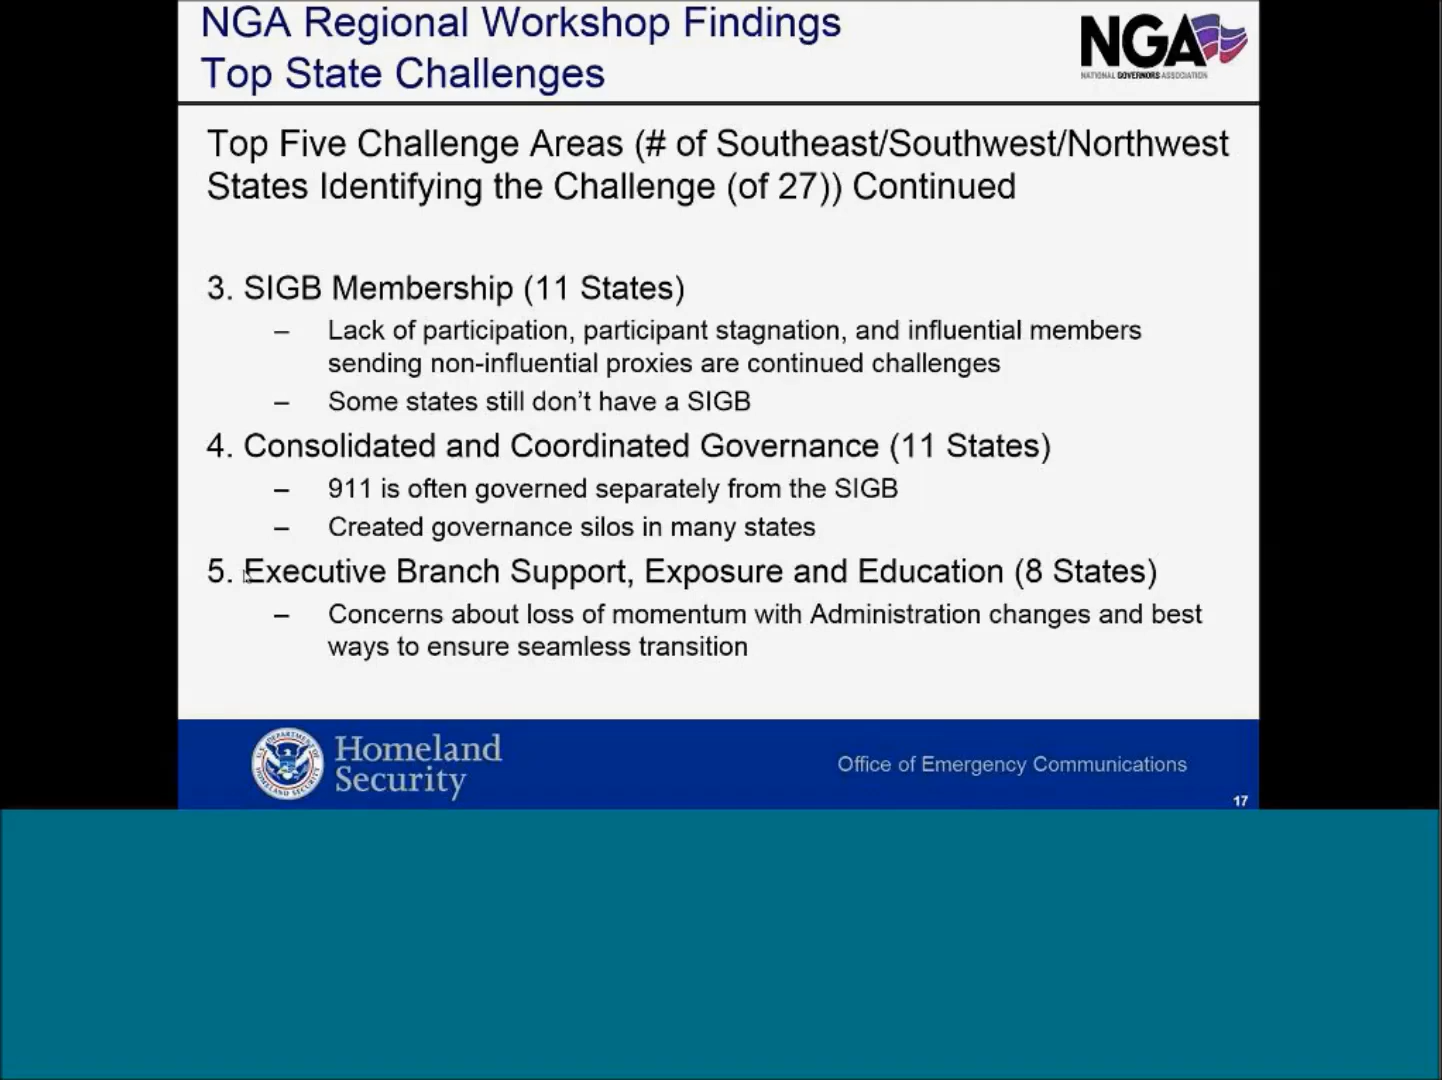 NGA Regional Workshop Findings
Top State Challenges
NGA
NATIONAL GOVERNORS ASSOCIATION
Top Five Challenge Areas (# of Southeast/Southwest/Northwest
States Identifying the Challenge (of 27)) Continued
3. SIGB Membership (11 States)
– Lack of participation, participant stagnation, and influential members
sending non-influential proxies are continued challenges
– Some states still don't have a SIGB
4. Consolidated and Coordinated Governance (11 States)
– 911 is often governed separately from the SIGB
– Created governance silos in many states
5. Executive Branch Support, Exposure and Education (8 States)
– Concerns about loss of momentum with Administration changes and best
ways to ensure seamless transition
U.S. DEPARTMENT OF
HOMELAND SECURITY
Homeland
Security
Office of Emergency Communications
17